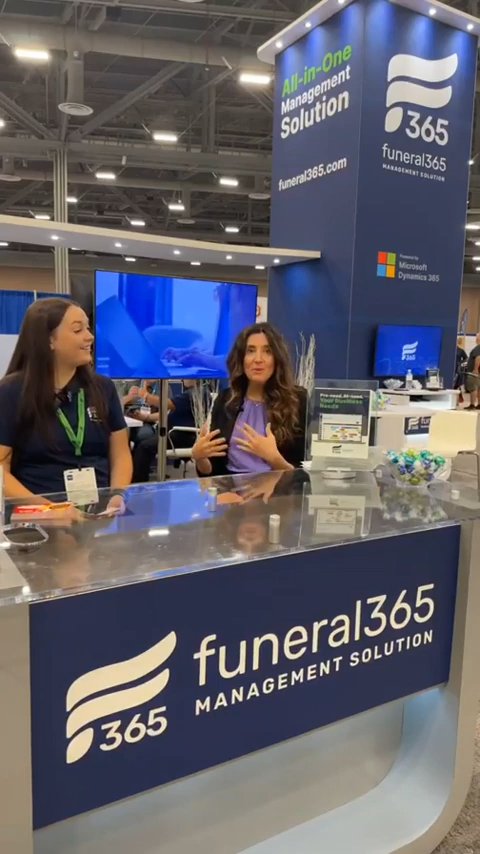 All-in-One
Management
Solution
funeral365.com
365
funeral365
MANAGEMENT SOLUTION
Powered by
Microsoft
Dynamics 365
Pre-need. At-need.
Your Business
Needs
365
funeral365
MANAGEMENT SOLUTION